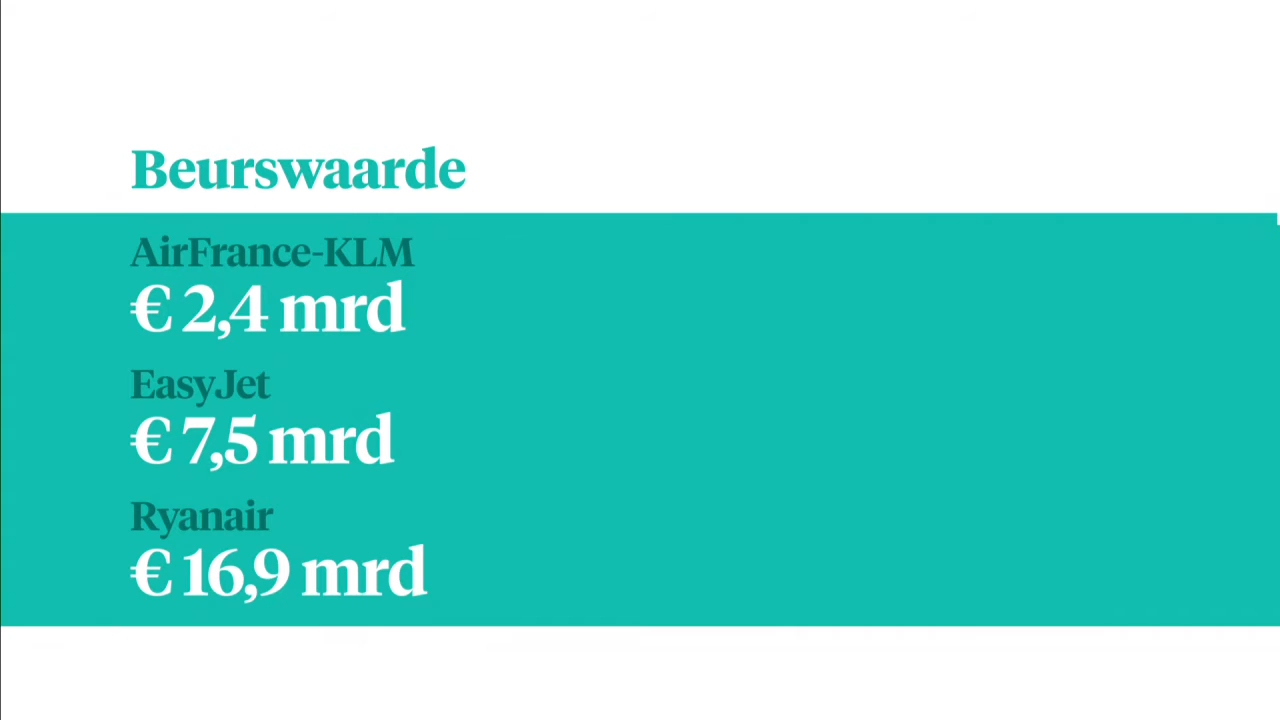 Beurswaarde
AirFrance-KLM
€ 2,4 mrd
EasyJet
€ 7,5 mrd
Ryanair
€ 16,9 mrd